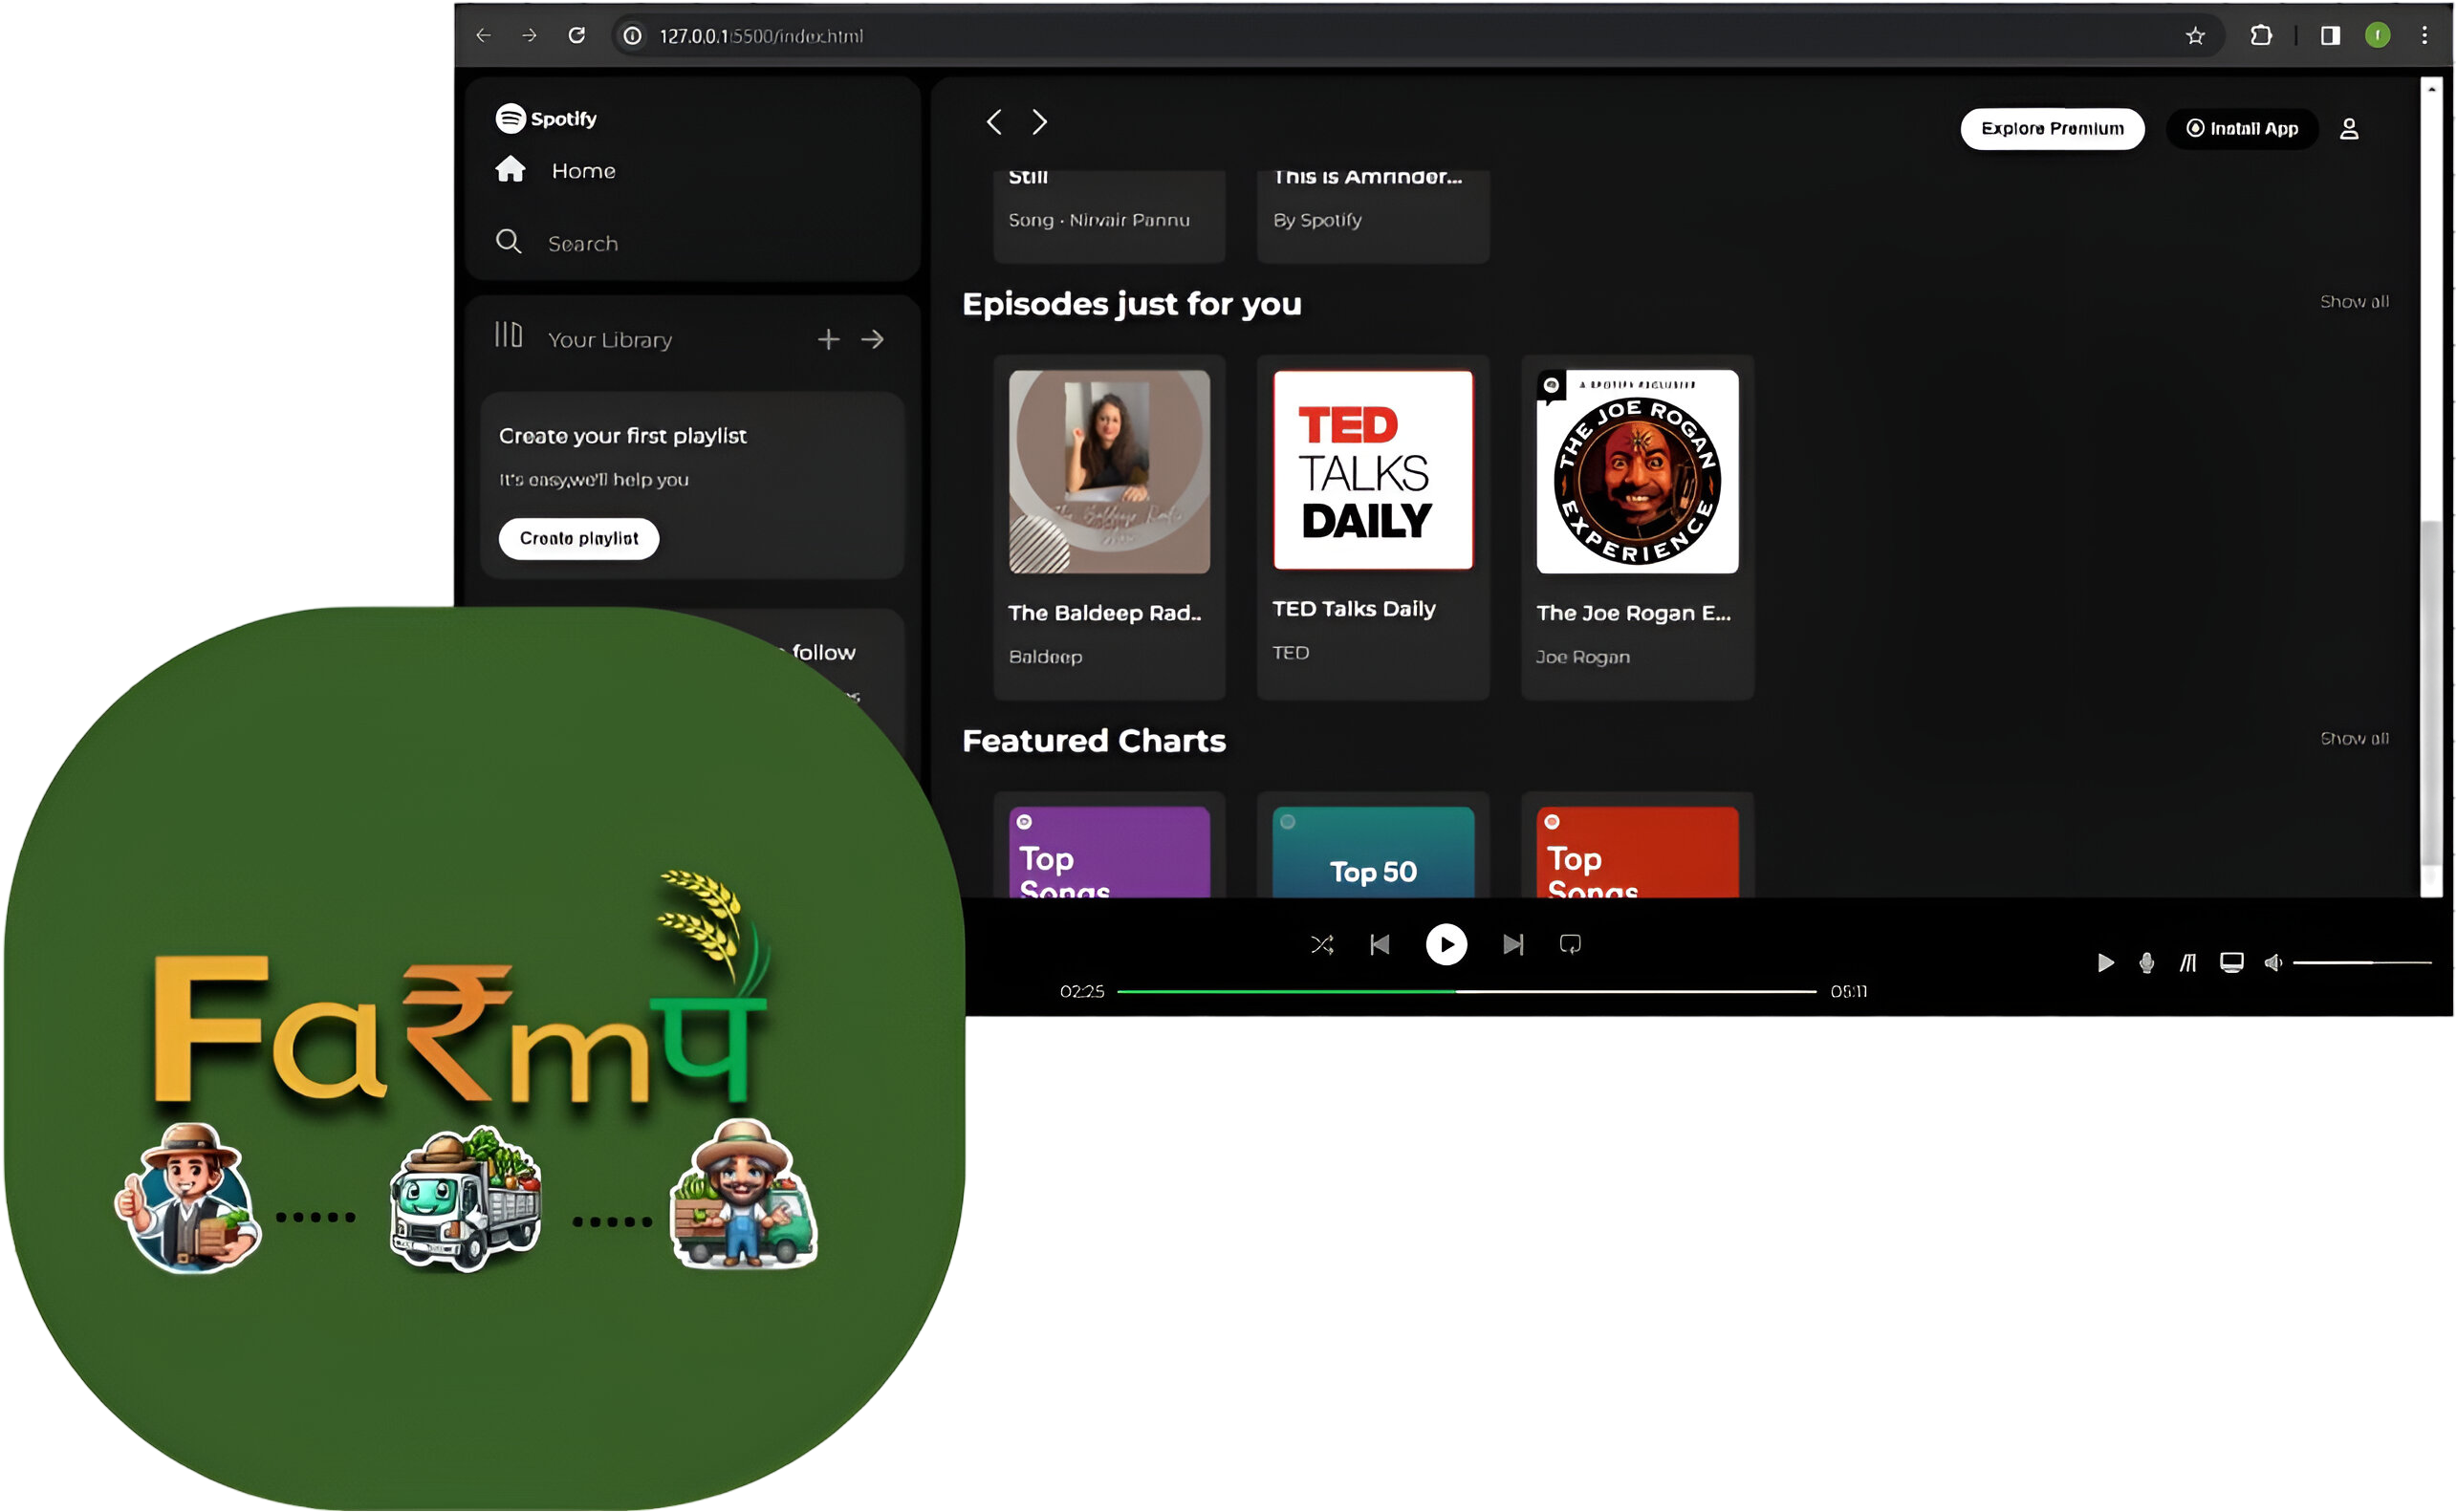 127.0.0.1:5500/index.html
Spotify
Home
Search
Your Library
Create your first playlist
It's easy,we'll help you
Create playlist
follow
Explore Premium
Install App
Still
Song · Nirvair Pannu
This is Amrinder...
By Spotify
Episodes just for you
Show all
TED
TALKS
DAILY
A SPOTIFY EXCLUSIVE
THE JOE ROGAN
EXPERIENCE
The Baldeep Rad..
Baldeep
TED Talks Daily
TED
The Joe Rogan E...
Joe Rogan
Featured Charts
Show all
Top
Songs
Top 50
Top
Songs
02:25
Fa₹mपे